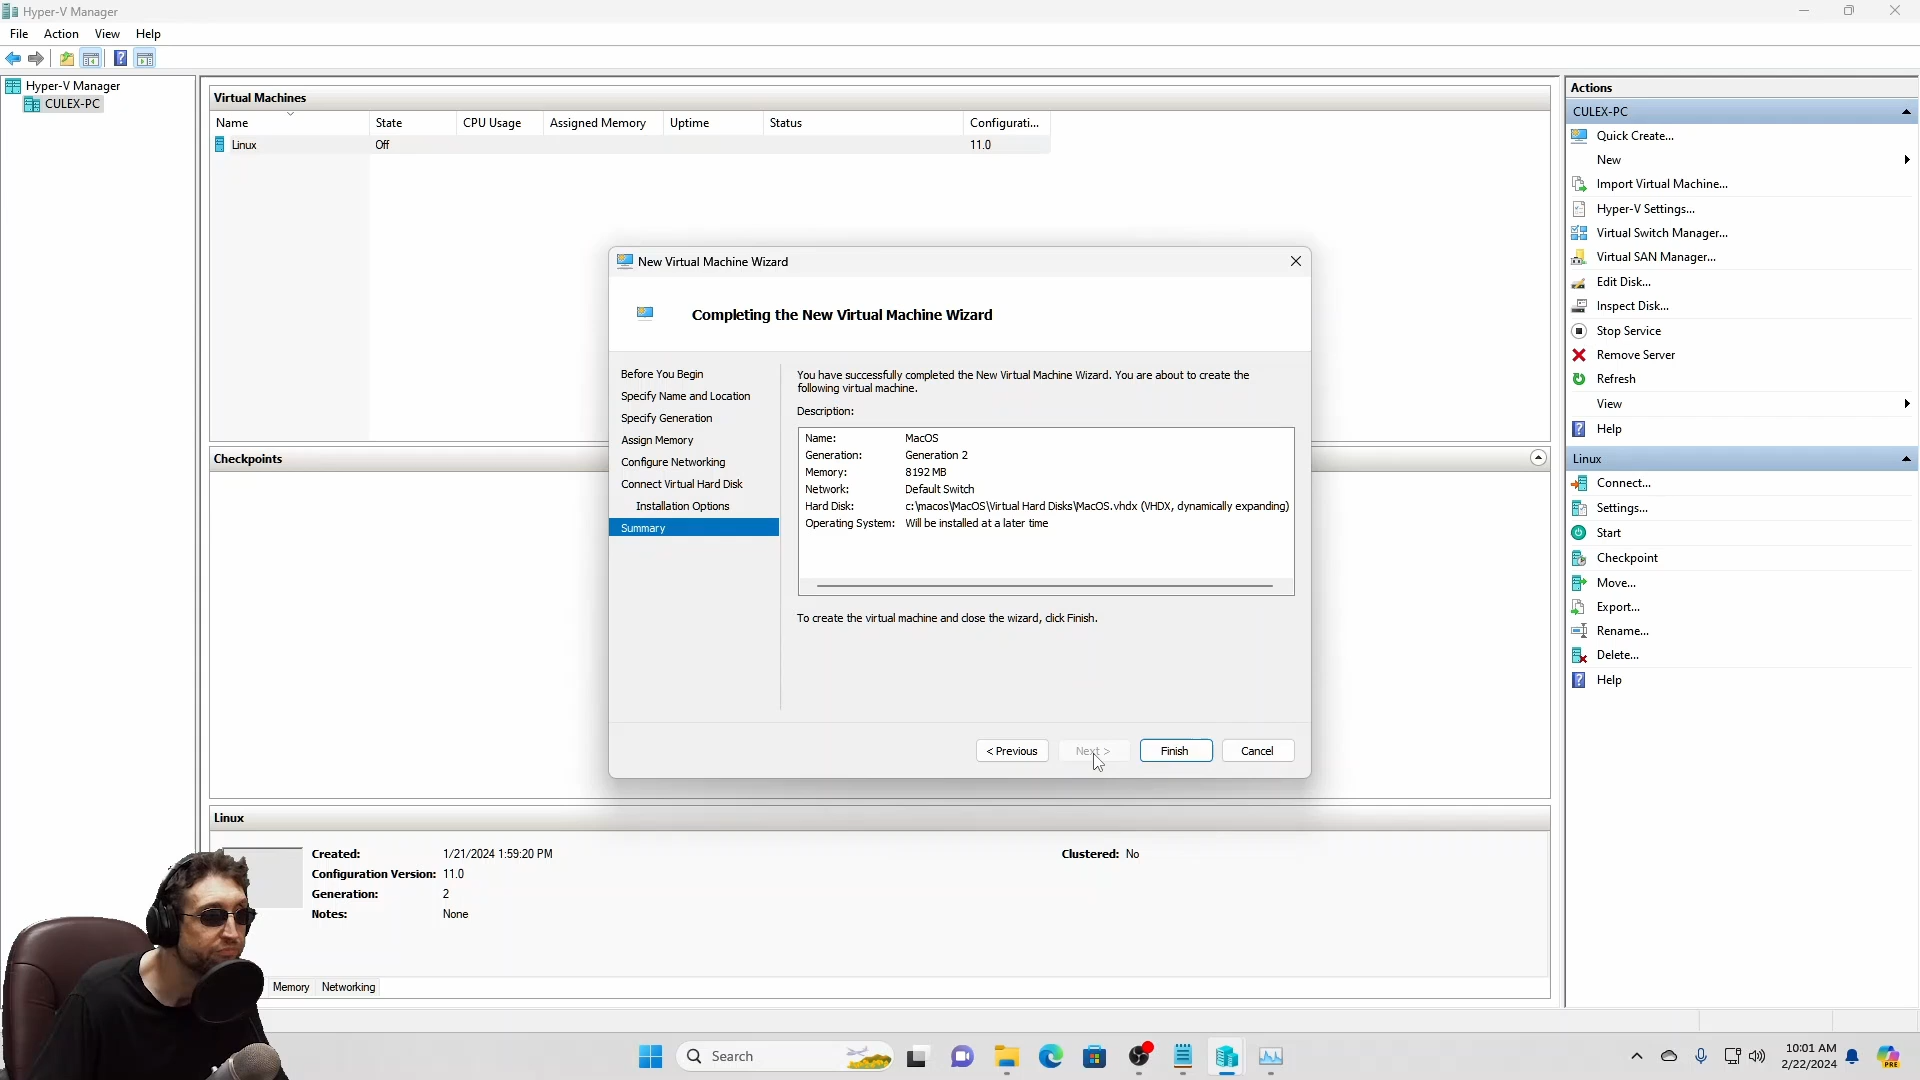 Hyper-V Manager
File Action View Help
Hyper-V Manager
CULEX-PC
Virtual Machines
Name State CPU Usage Assigned Memory Uptime Status Configurati...
Linux Off 11.0
New Virtual Machine Wizard
Completing the New Virtual Machine Wizard
Before You Begin
Specify Name and Location
Specify Generation
Assign Memory
Configure Networking
Connect Virtual Hard Disk
Installation Options
Summary
You have successfully completed the New Virtual Machine Wizard. You are about to create the
following virtual machine.
Description:
Name: MacOS
Generation: Generation 2
Memory: 8192 MB
Network: Default Switch
Hard Disk: c:\macos\MacOS\Virtual Hard Disks\MacOS.vhdx (VHDX, dynamically expanding)
Operating System: Will be installed at a later time
To create the virtual machine and close the wizard, click Finish.
< Previous Next > Finish Cancel
Checkpoints
Linux
Created: 1/21/2024 1:59:20 PM Clustered: No
Configuration Version: 11.0
Generation: 2
Notes: None
Memory Networking
Actions
CULEX-PC
Quick Create...
New
Import Virtual Machine...
Hyper-V Settings...
Virtual Switch Manager...
Virtual SAN Manager...
Edit Disk...
Inspect Disk...
Stop Service
Remove Server
Refresh
View
Help
Linux
Connect...
Settings...
Start
Checkpoint
Move...
Export...
Rename...
Delete...
Help
Search
10:01 AM
2/22/2024
PRE